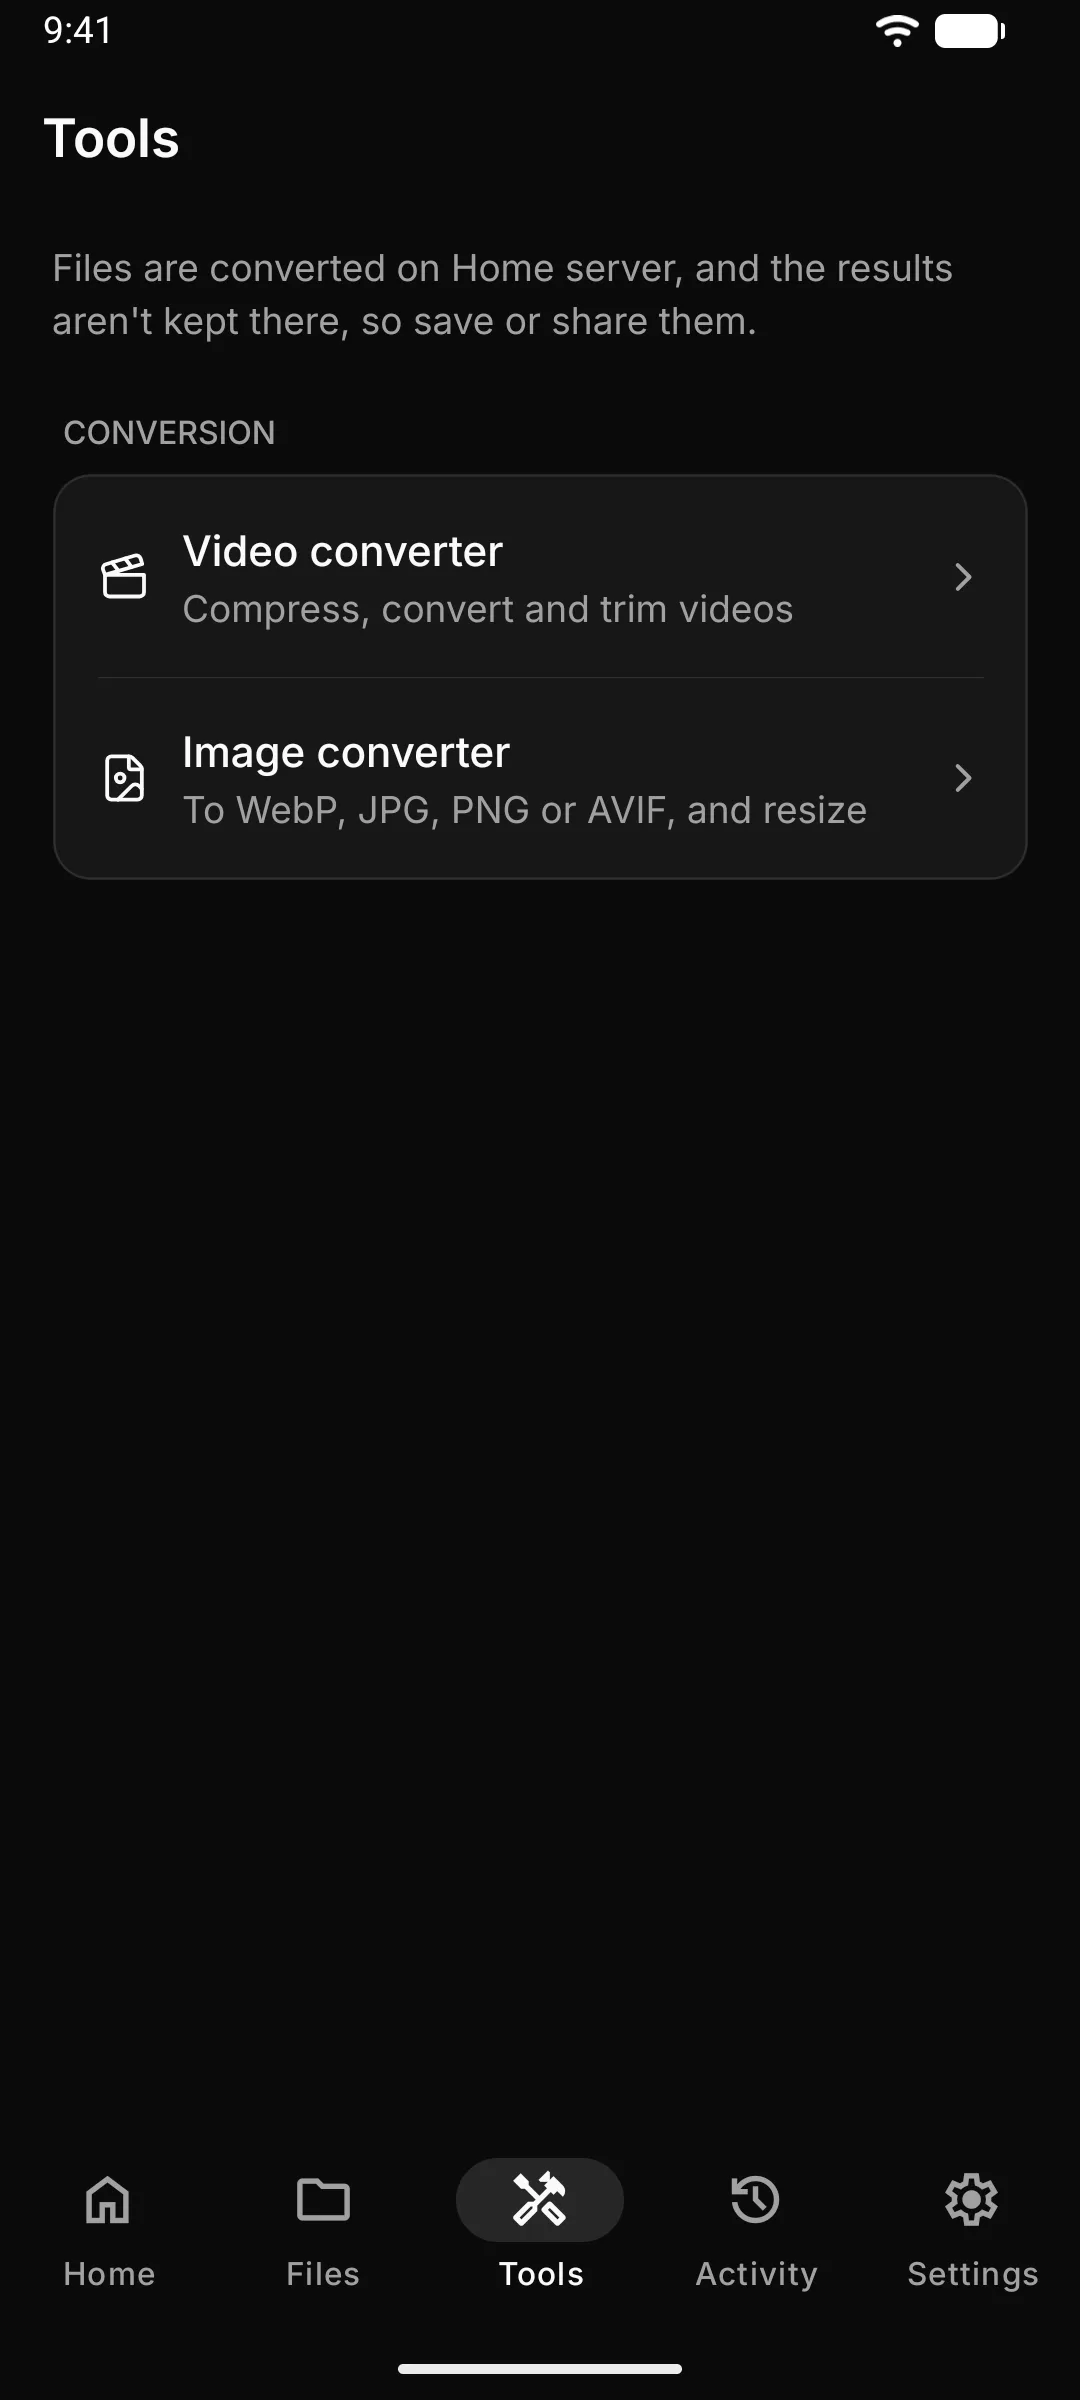 9:41
Tools
Files are converted on Home server, and the results
aren't kept there, so save or share them.
CONVERSION
Video converter
Compress, convert and trim videos
Image converter
To WebP, JPG, PNG or AVIF, and resize
Home
Files
Tools
Activity
Settings